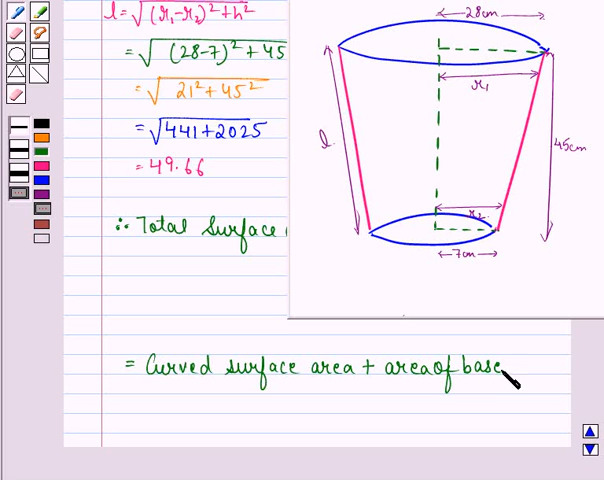 l = √(r₁-r₂)² + h²
= √(28-7)² + 45
= √21² + 45²
= √441 + 2025
= 49.66
∴ Total Surface
= Curved surface area + area of base
28cm
r₁
l
45cm
r₂
7cm